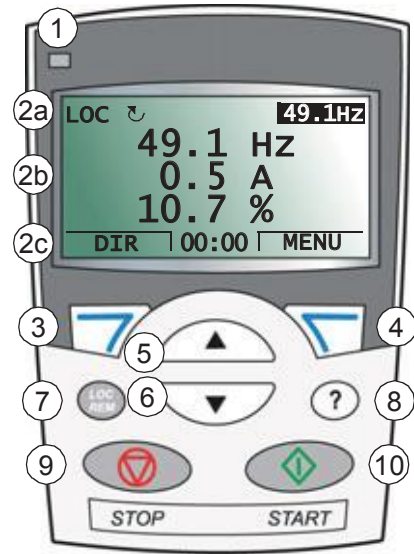 1
2a LOC 49.1Hz
49.1 Hz
2b 0.5 A
10.7 %
2c DIR 00:00 MENU
3 4
5
7 LOC REM 6 ? 8
9 10
STOP START